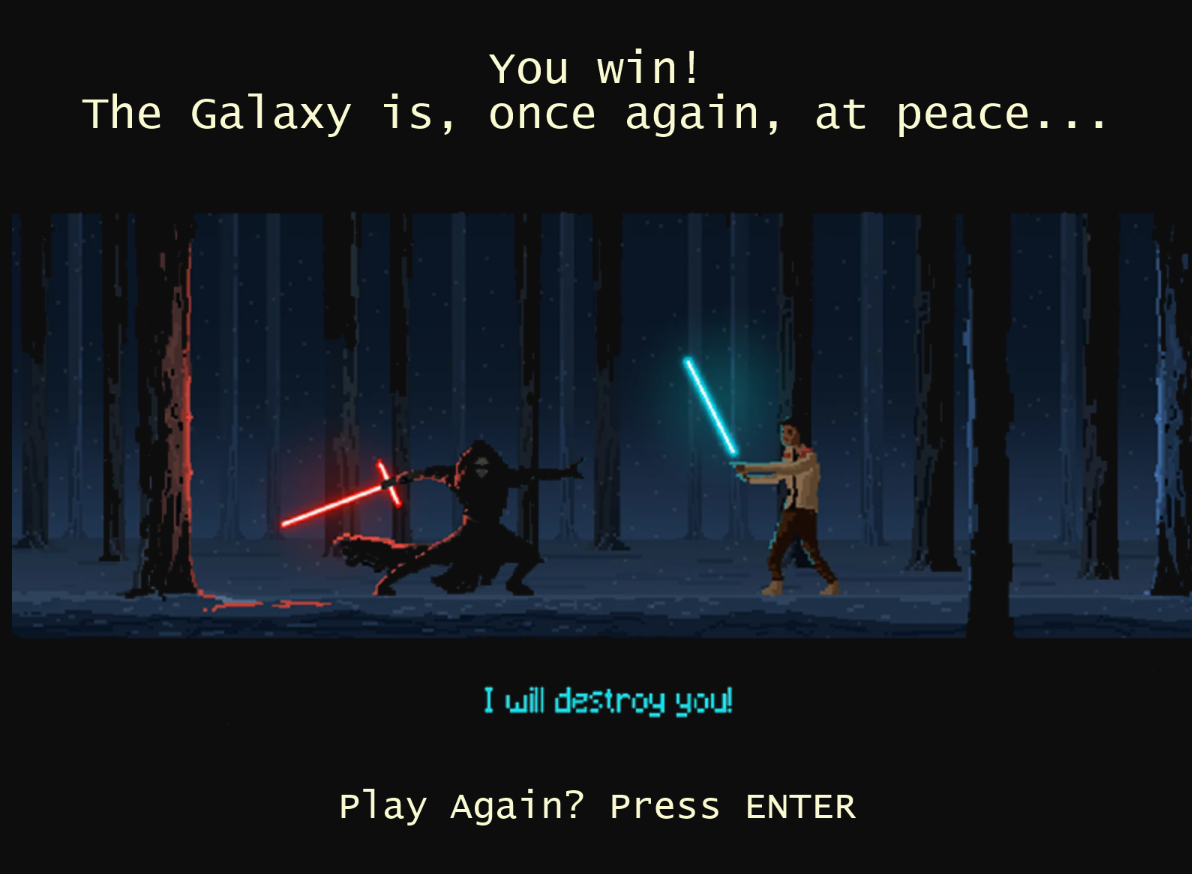 You win!
The Galaxy is, once again, at peace...
I will destroy you!
Play Again? Press ENTER